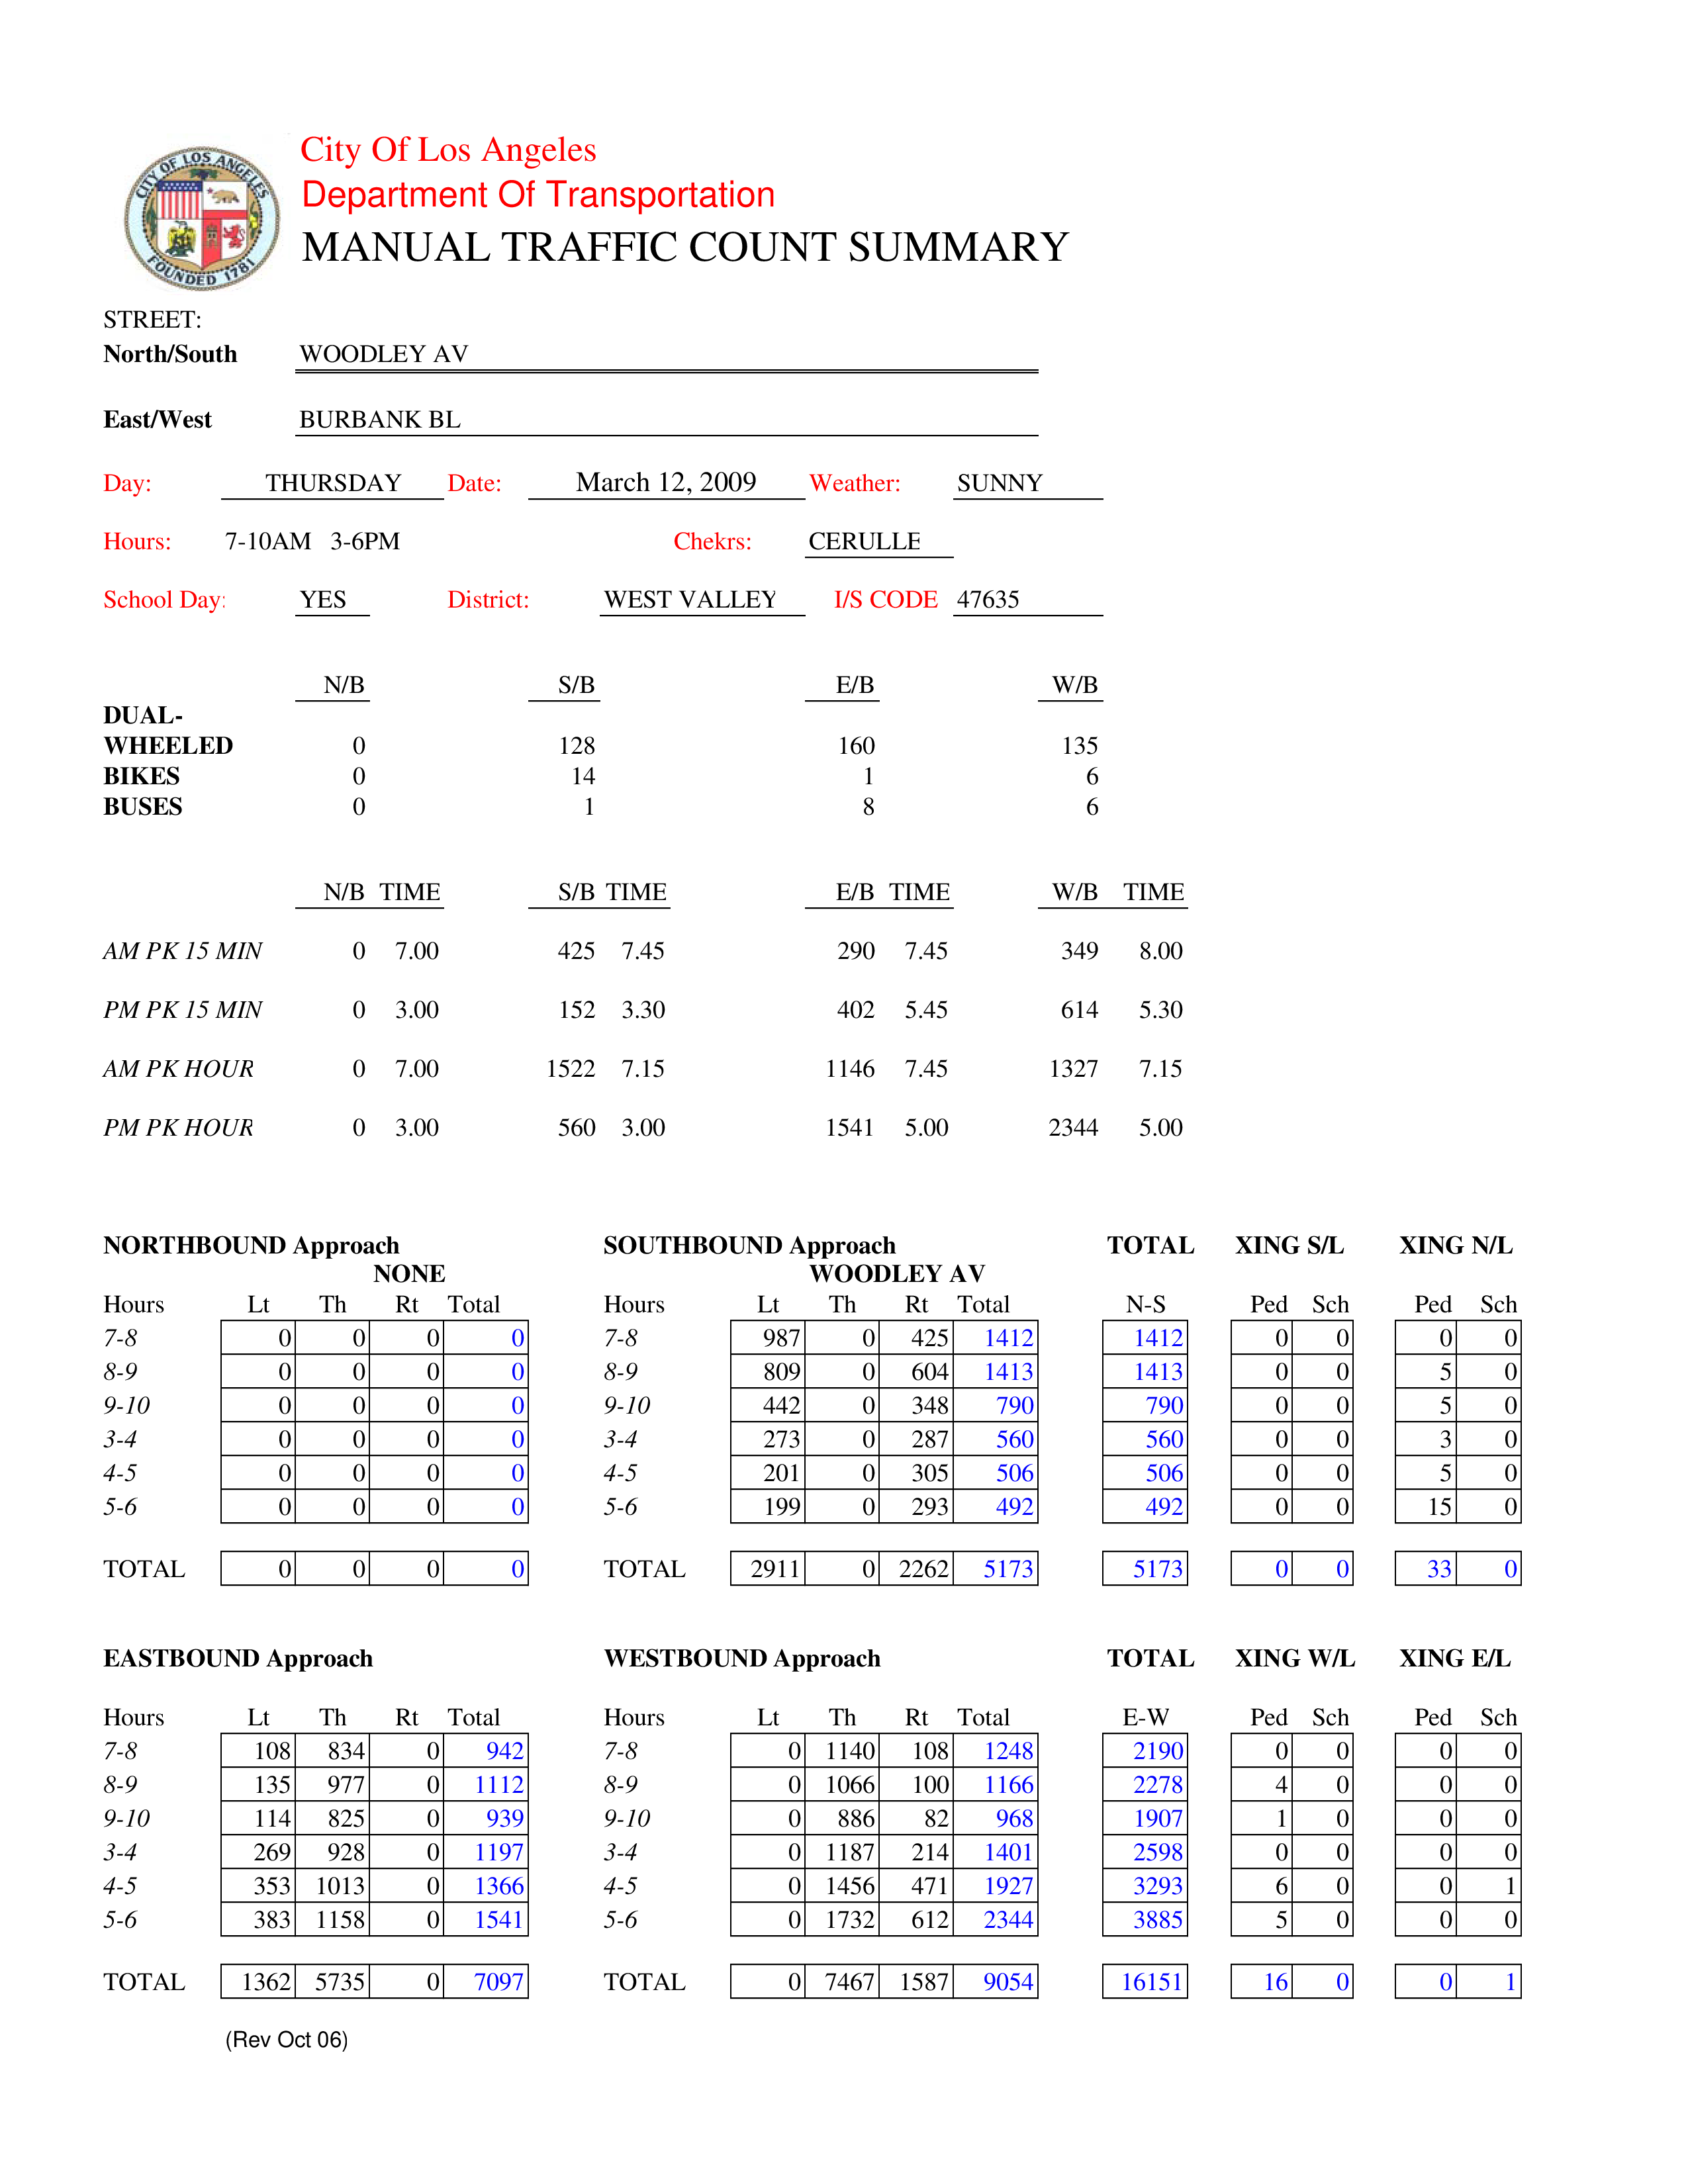 CITY OF LOS ANGELES
FOUNDED 1781
City Of Los Angeles
Department Of Transportation
MANUAL TRAFFIC COUNT SUMMARY
STREET:
North/South WOODLEY AV
East/West BURBANK BL
Day: THURSDAY Date: March 12, 2009 Weather: SUNNY
Hours: 7-10AM 3-6PM Chekrs: CERULLE
School Day: YES District: WEST VALLEY I/S CODE 47635
N/B S/B E/B W/B
DUAL-
WHEELED 0 128 160 135
BIKES 0 14 1 6
BUSES 0 1 8 6
N/B TIME S/B TIME E/B TIME W/B TIME
AM PK 15 MIN 0 7.00 425 7.45 290 7.45 349 8.00
PM PK 15 MIN 0 3.00 152 3.30 402 5.45 614 5.30
AM PK HOUR 0 7.00 1522 7.15 1146 7.45 1327 7.15
PM PK HOUR 0 3.00 560 3.00 1541 5.00 2344 5.00
NORTHBOUND Approach SOUTHBOUND Approach TOTAL XING S/L XING N/L
NONE WOODLEY AV
Hours Lt Th Rt Total Hours Lt Th Rt Total N-S Ped Sch Ped Sch
7-8 0 0 0 0 7-8 987 0 425 1412 1412 0 0 0 0
8-9 0 0 0 0 8-9 809 0 604 1413 1413 0 0 5 0
9-10 0 0 0 0 9-10 442 0 348 790 790 0 0 5 0
3-4 0 0 0 0 3-4 273 0 287 560 560 0 0 3 0
4-5 0 0 0 0 4-5 201 0 305 506 506 0 0 5 0
5-6 0 0 0 0 5-6 199 0 293 492 492 0 0 15 0
TOTAL 0 0 0 0 TOTAL 2911 0 2262 5173 5173 0 0 33 0
EASTBOUND Approach WESTBOUND Approach TOTAL XING W/L XING E/L
Hours Lt Th Rt Total Hours Lt Th Rt Total E-W Ped Sch Ped Sch
7-8 108 834 0 942 7-8 0 1140 108 1248 2190 0 0 0 0
8-9 135 977 0 1112 8-9 0 1066 100 1166 2278 4 0 0 0
9-10 114 825 0 939 9-10 0 886 82 968 1907 1 0 0 0
3-4 269 928 0 1197 3-4 0 1187 214 1401 2598 0 0 0 0
4-5 353 1013 0 1366 4-5 0 1456 471 1927 3293 6 0 0 1
5-6 383 1158 0 1541 5-6 0 1732 612 2344 3885 5 0 0 0
TOTAL 1362 5735 0 7097 TOTAL 0 7467 1587 9054 16151 16 0 0 1
(Rev Oct 06)